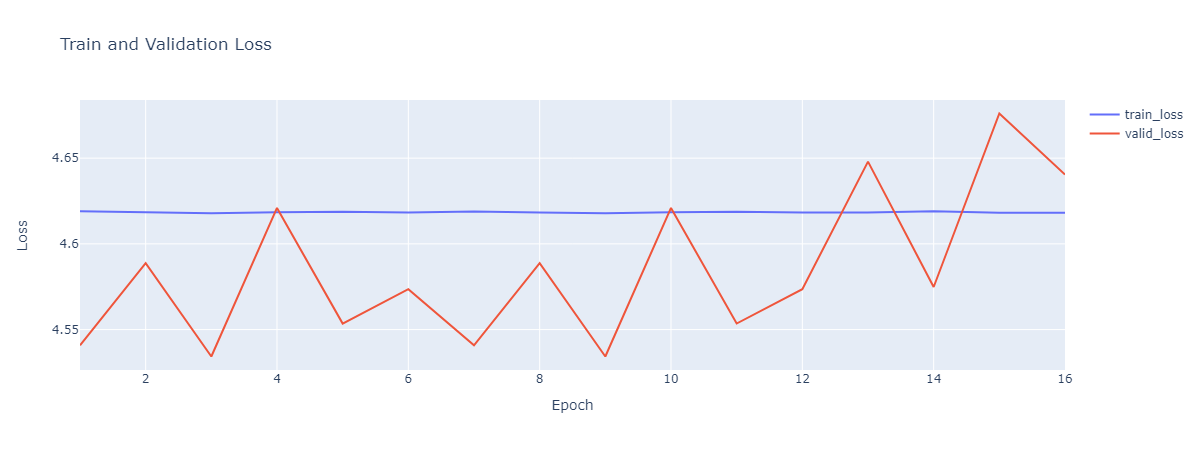 Train and Validation Loss
train_loss
valid_loss
4.65
4.6
4.55
Loss
2 4 6 8 10 12 14 16
Epoch